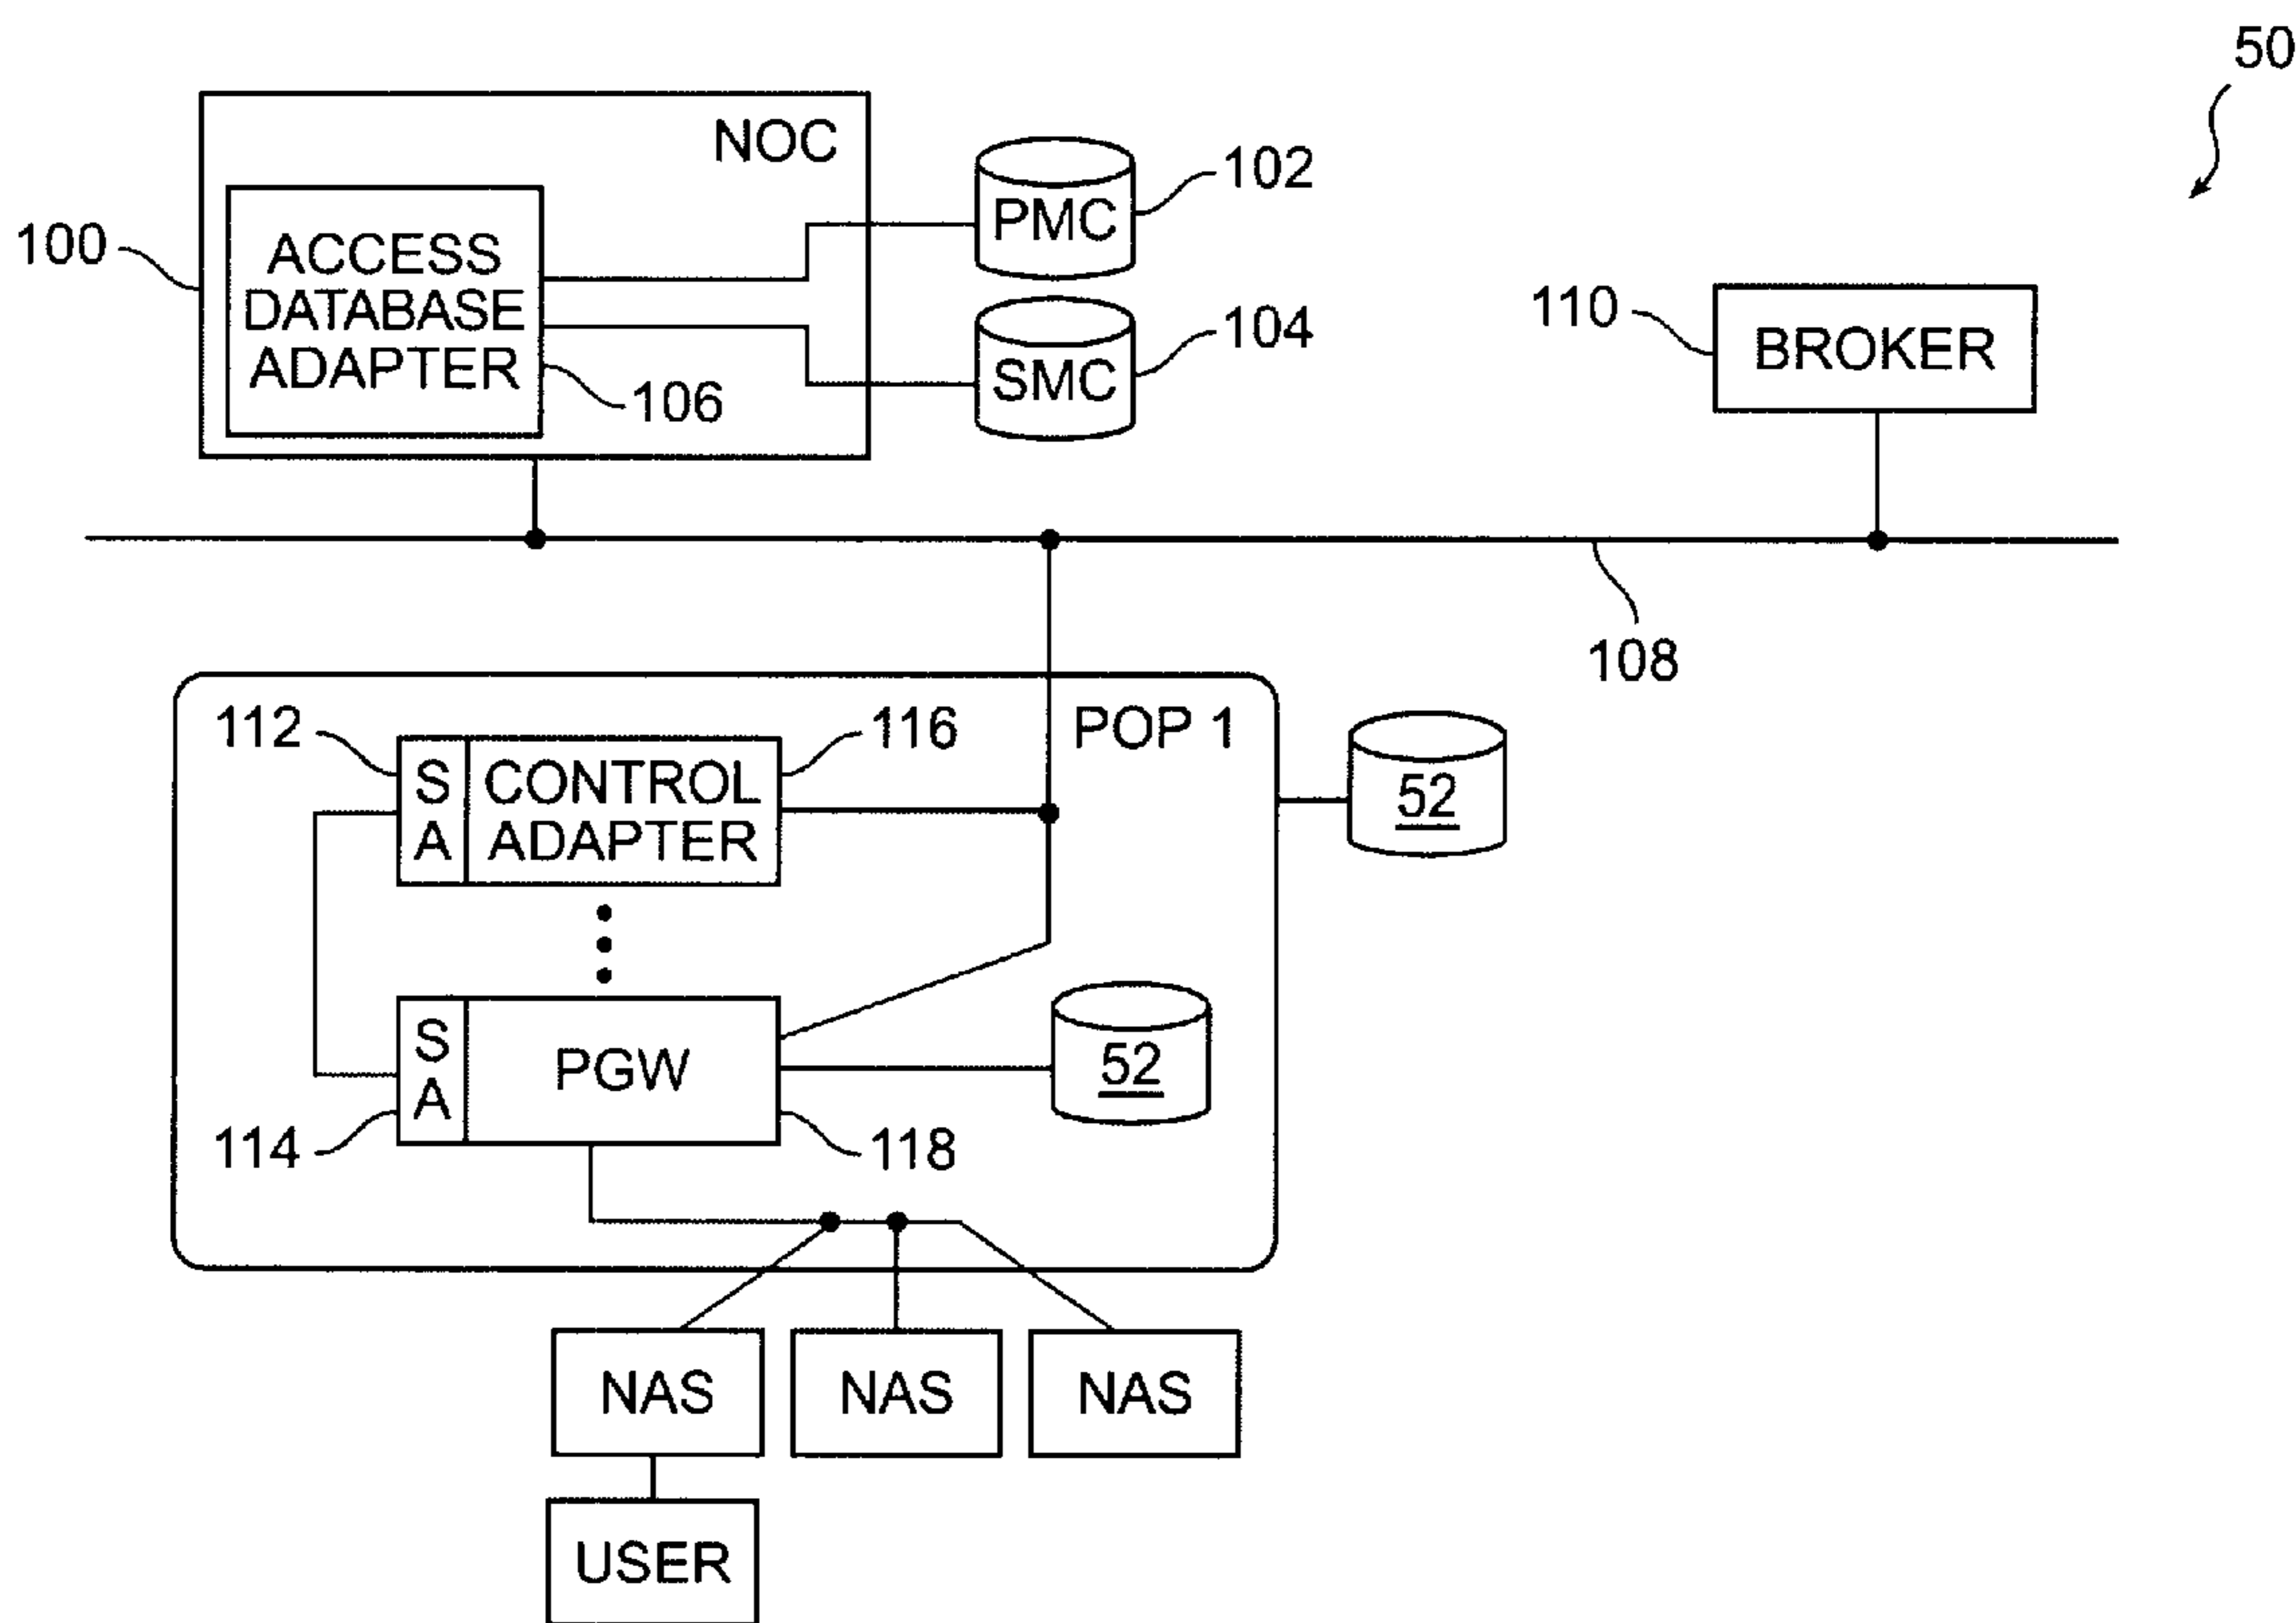 50
NOC
100
ACCESS
DATABASE
ADAPTER
106
PMC
102
SMC
104
110
BROKER
108
POP 1
112
S
A
CONTROL
ADAPTER
116
52
S
A
PGW
114
118
52
NAS
NAS
NAS
USER